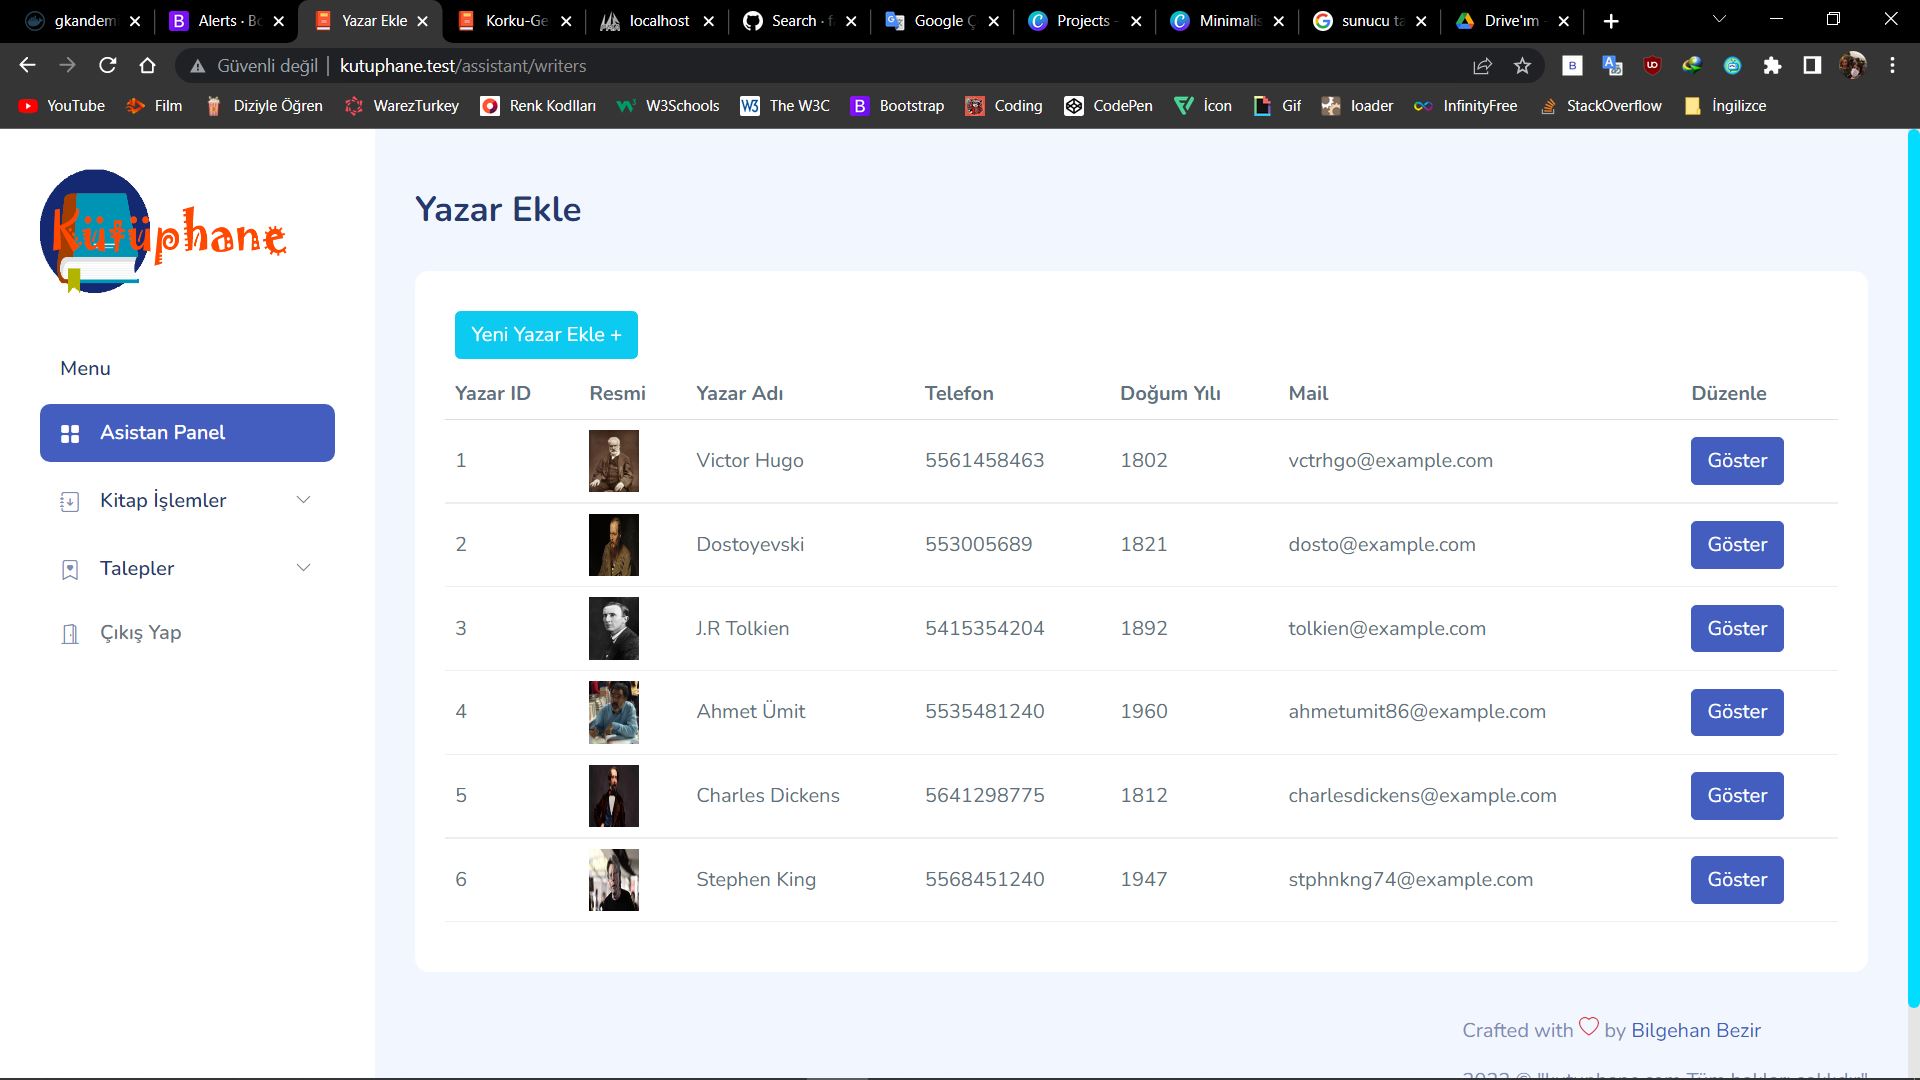 gkandemi Alerts · Bo Yazar Ekle Korku-Ge localhost Search · f Google Ç Projects - Minimalis sunucu ta Drive'ım -
Güvenli değil kutuphane.test/assistant/writers
YouTube Film Diziyle Öğren WarezTurkey Renk Kodlları W3Schools The W3C Bootstrap Coding CodePen İcon Gif loader InfinityFree StackOverflow İngilizce
Kütüphane
Yazar Ekle
Yeni Yazar Ekle +
Menu
Asistan Panel
Kitap İşlemler
Talepler
Çıkış Yap
Yazar ID Resmi Yazar Adı Telefon Doğum Yılı Mail Düzenle
1 Victor Hugo 5561458463 1802 vctrhgo@example.com Göster
2 Dostoyevski 553005689 1821 dosto@example.com Göster
3 J.R Tolkien 5415354204 1892 tolkien@example.com Göster
4 Ahmet Ümit 5535481240 1960 ahmetumit86@example.com Göster
5 Charles Dickens 5641298775 1812 charlesdickens@example.com Göster
6 Stephen King 5568451240 1947 stphnkng74@example.com Göster
Crafted with by Bilgehan Bezir